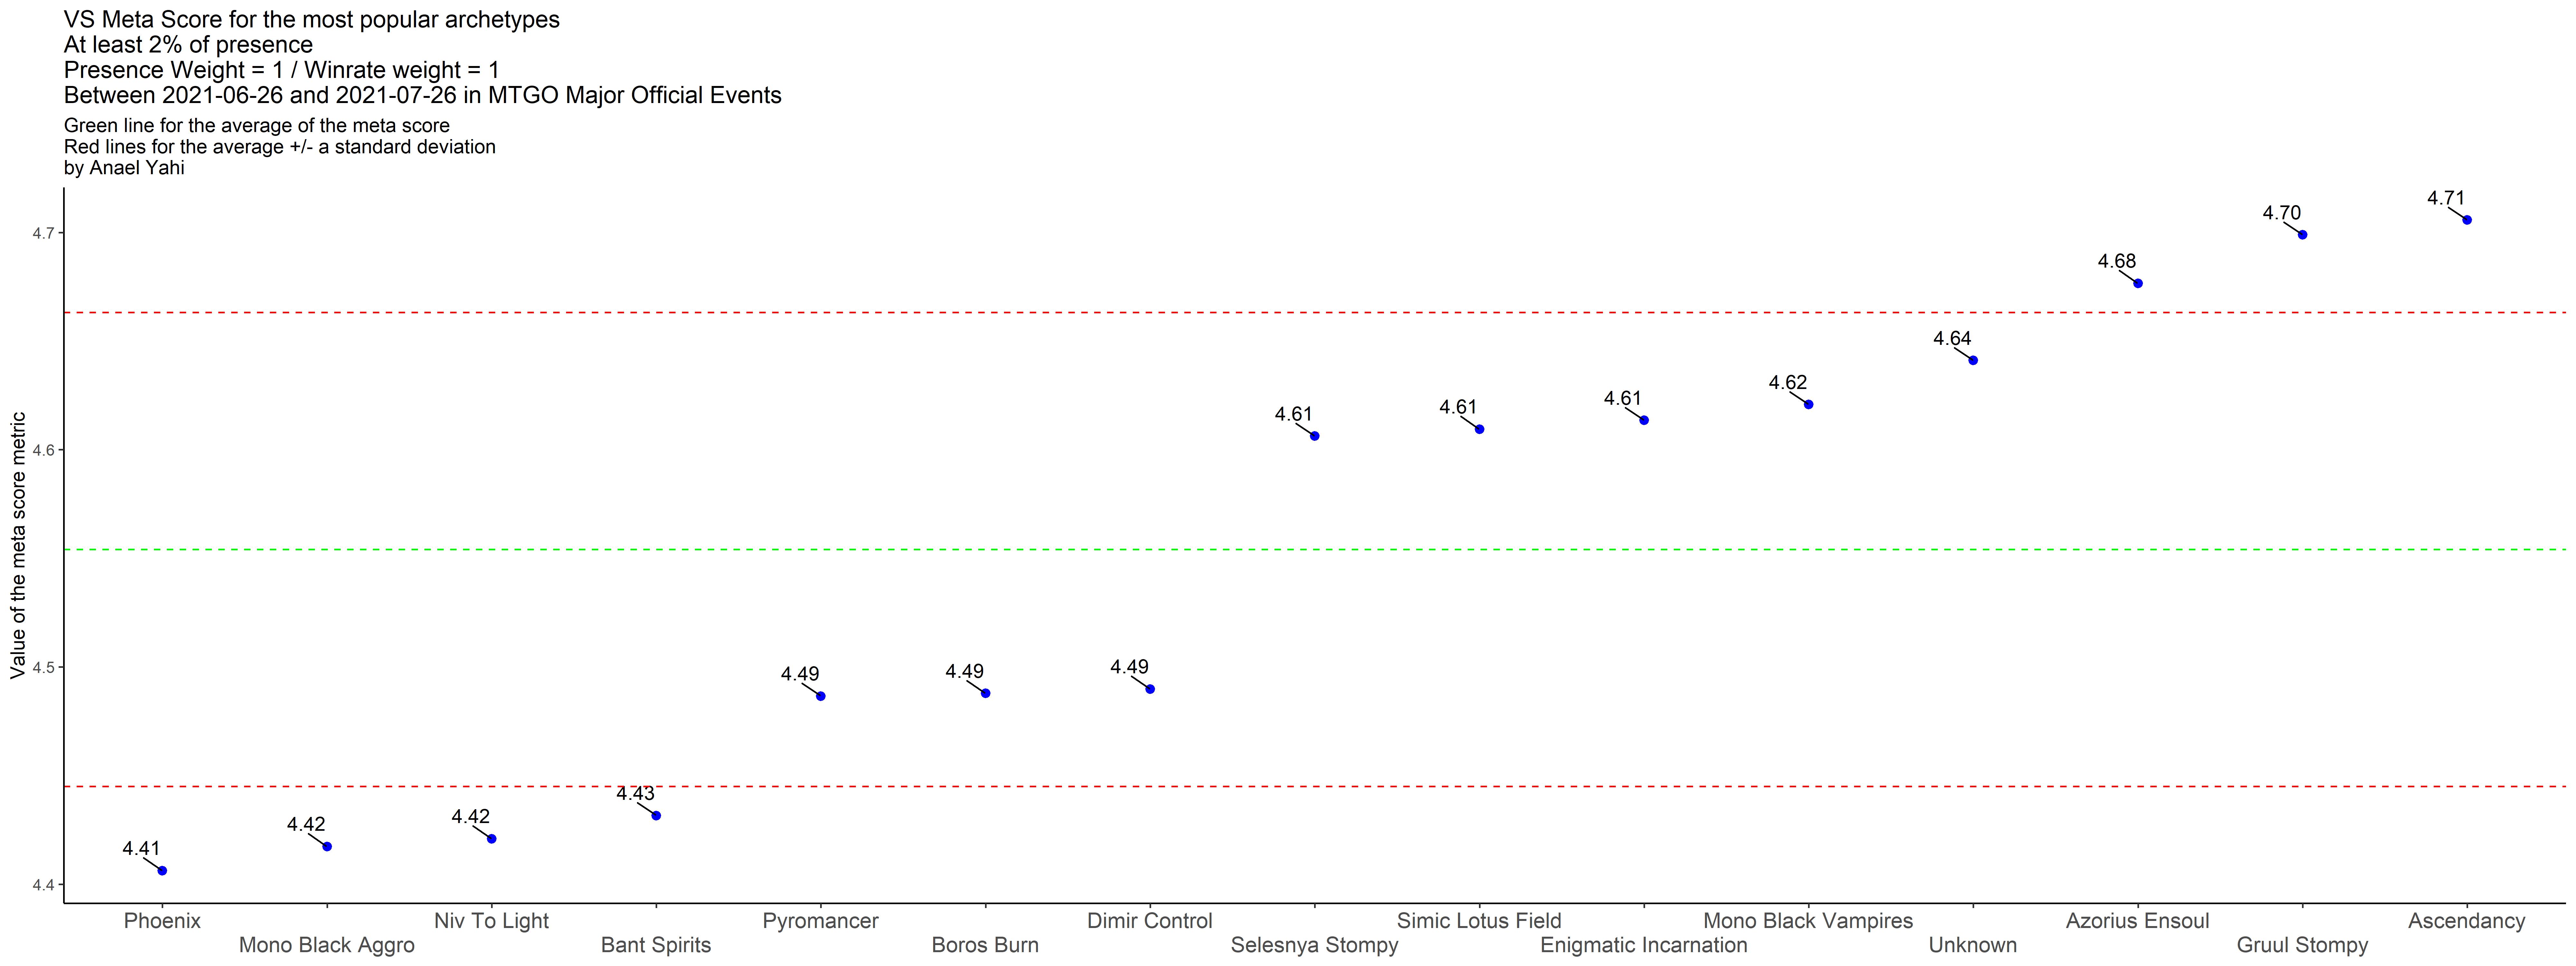 VS Meta Score for the most popular archetypes
At least 2% of presence
Presence Weight = 1 / Winrate weight = 1
Between 2021-06-26 and 2021-07-26 in MTGO Major Official Events
Green line for the average of the meta score
Red lines for the average +/- a standard deviation
by Anael Yahi
Value of the meta score metric
4.7
4.6
4.5
4.4
4.41
4.42
4.42
4.43
4.49
4.49
4.49
4.61
4.61
4.61
4.62
4.64
4.68
4.70
4.71
Phoenix
Mono Black Aggro
Niv To Light
Bant Spirits
Pyromancer
Boros Burn
Dimir Control
Selesnya Stompy
Simic Lotus Field
Enigmatic Incarnation
Mono Black Vampires
Unknown
Azorius Ensoul
Gruul Stompy
Ascendancy